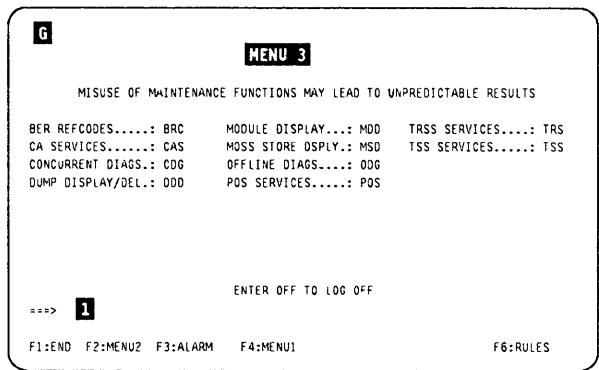 G
MENU 3
MISUSE OF MAINTENANCE FUNCTIONS MAY LEAD TO UNPREDICTABLE RESULTS
BER REFCODES.....: BRC MODULE DISPLAY...: MDD TRSS SERVICES....: TRS
CA SERVICES......: CAS MOSS STORE DSPLY.: MSD TSS SERVICES.....: TSS
CONCURRENT DIAGS.: CDG OFFLINE DIAGS....: ODG
DUMP DISPLAY/DEL.: DDD POS SERVICES.....: POS
ENTER OFF TO LOG OFF
===> 1
F1:END F2:MENU2 F3:ALARM F4:MENU1 F6:RULES